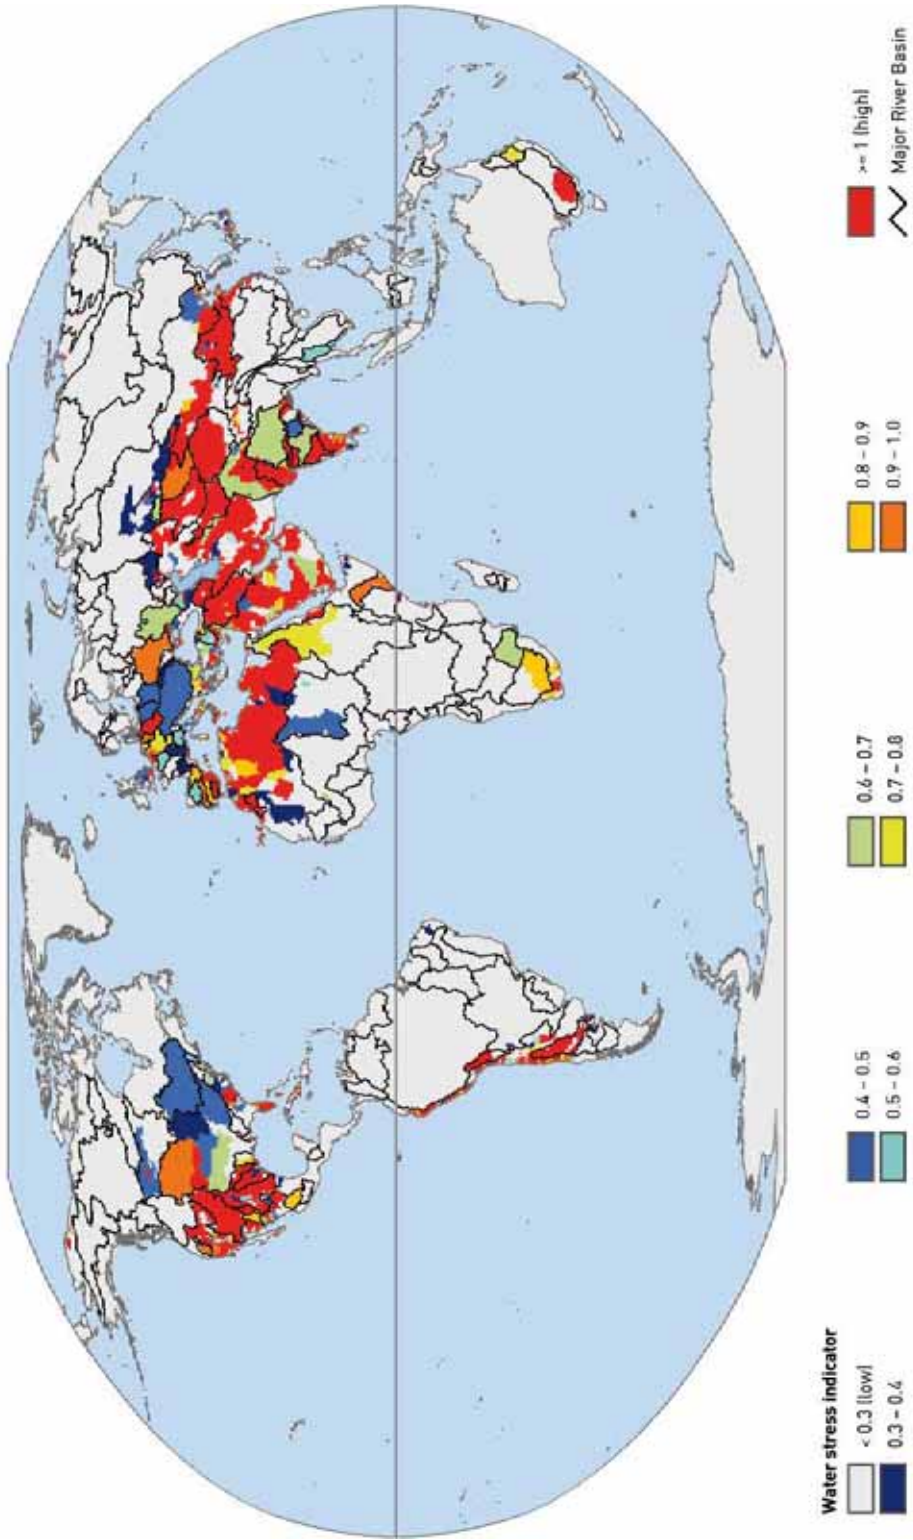 Water stress indicator
< 0.3 (low)
0.3 – 0.4
0.4 – 0.5
0.5 – 0.6
0.6 – 0.7
0.7 – 0.8
0.8 – 0.9
0.9 – 1.0
>= 1 (high)
Major River Basin